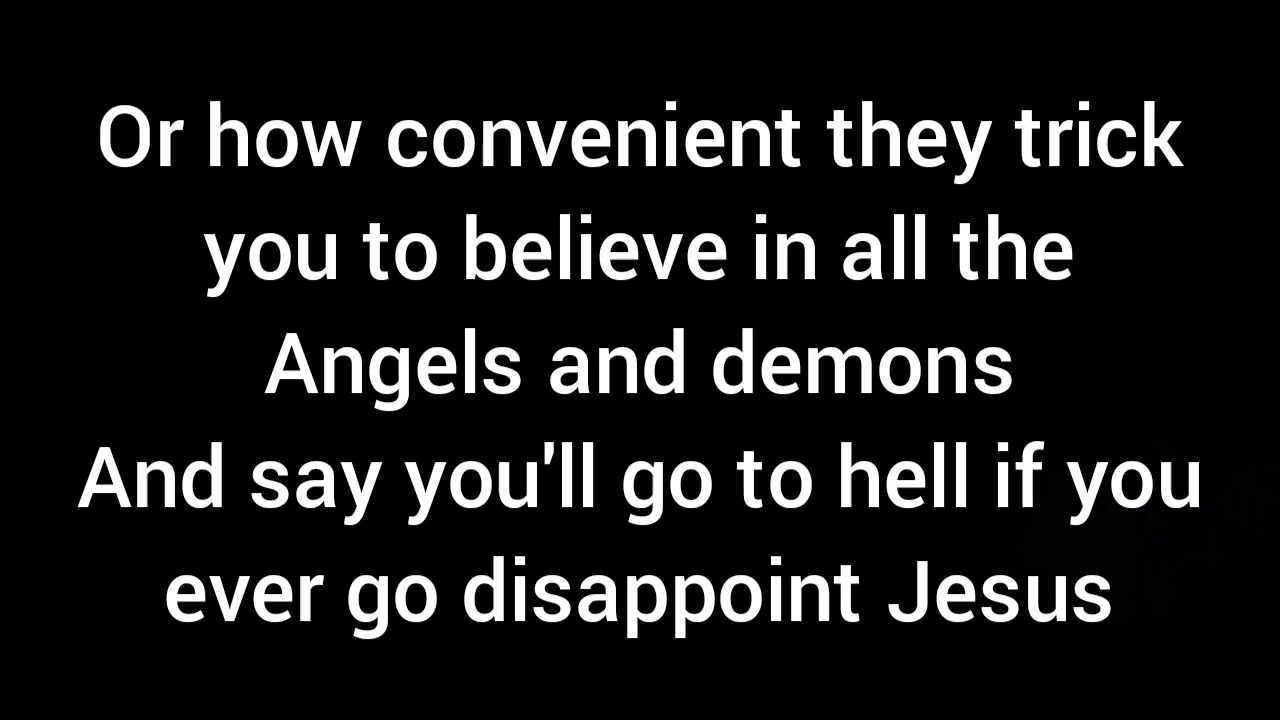 Or how convenient they trick
you to believe in all the
Angels and demons
And say you'll go to hell if you
ever go disappoint Jesus